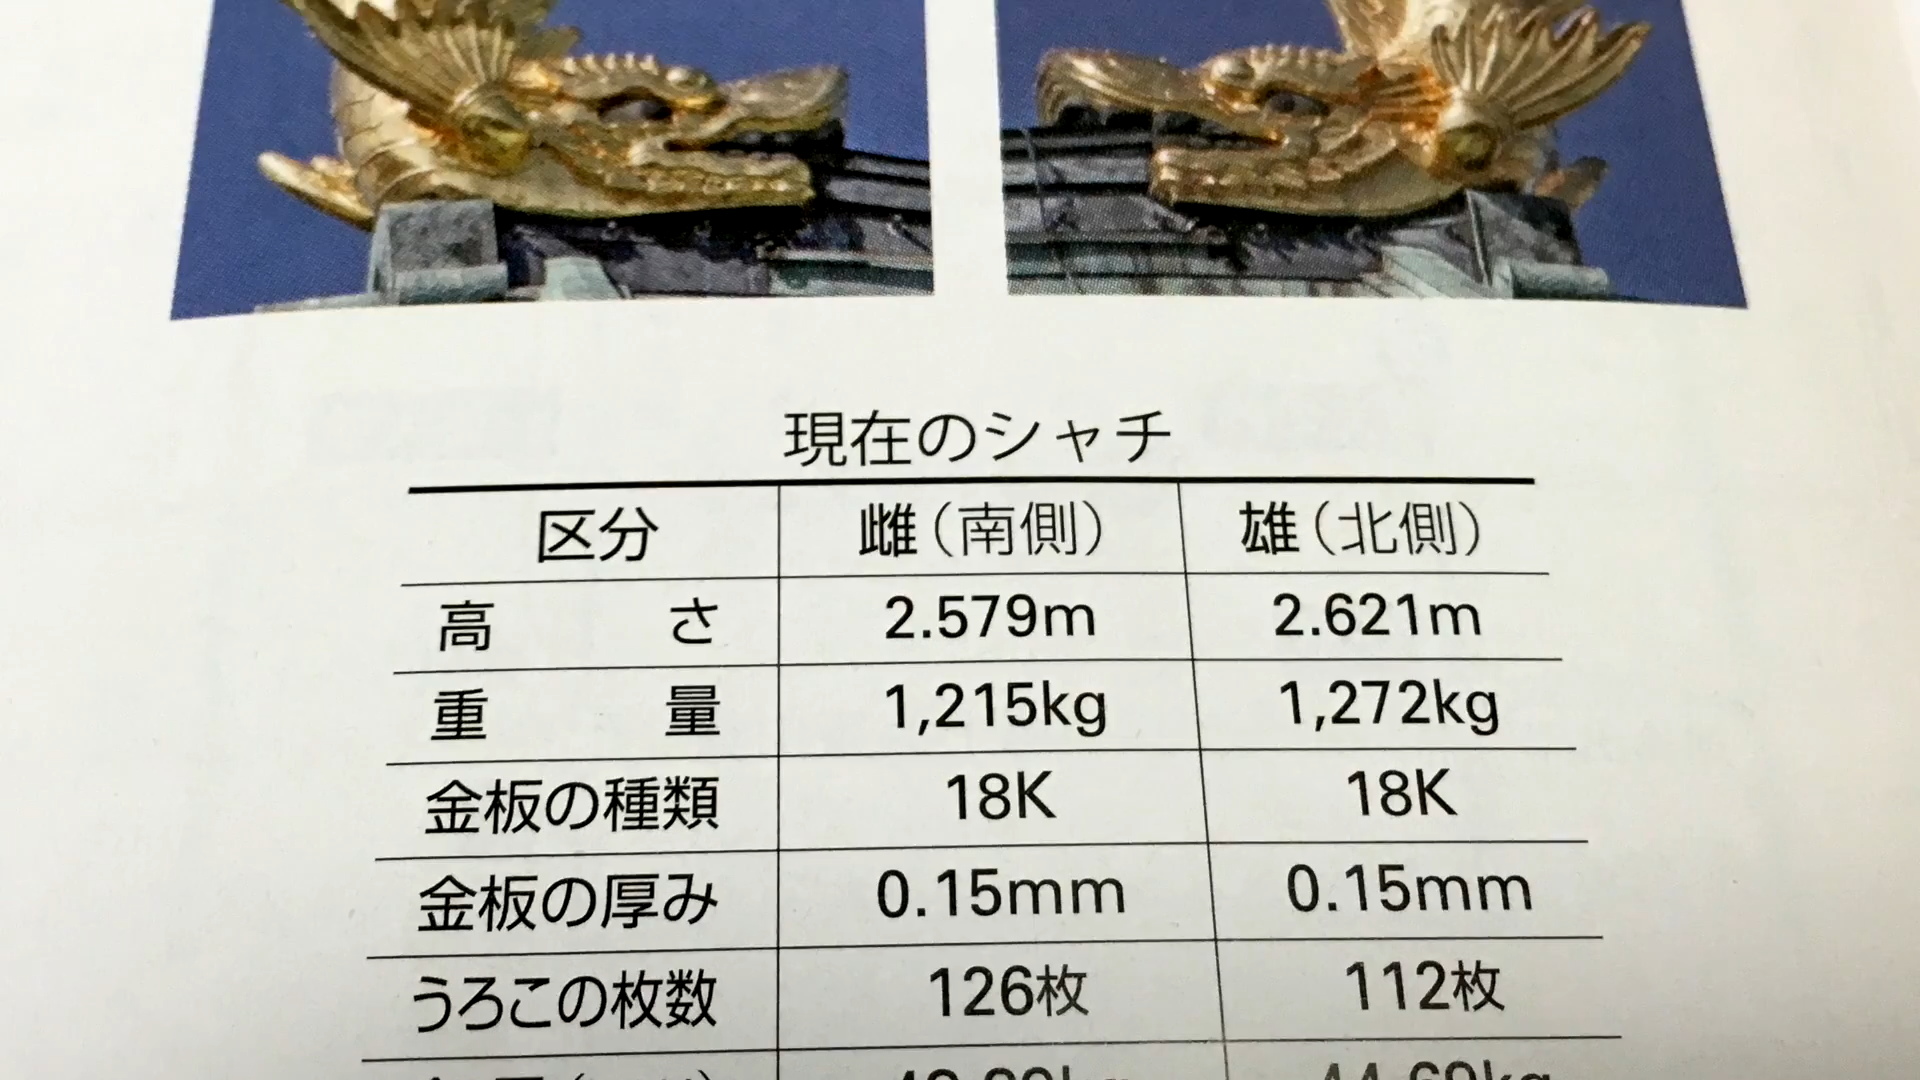 現在のシャチ
区分 雌（南側） 雄（北側）
高さ 2.579m 2.621m
重量 1,215kg 1,272kg
金板の種類 18K 18K
金板の厚み 0.15mm 0.15mm
うろこの枚数 126枚 112枚
44.69kg